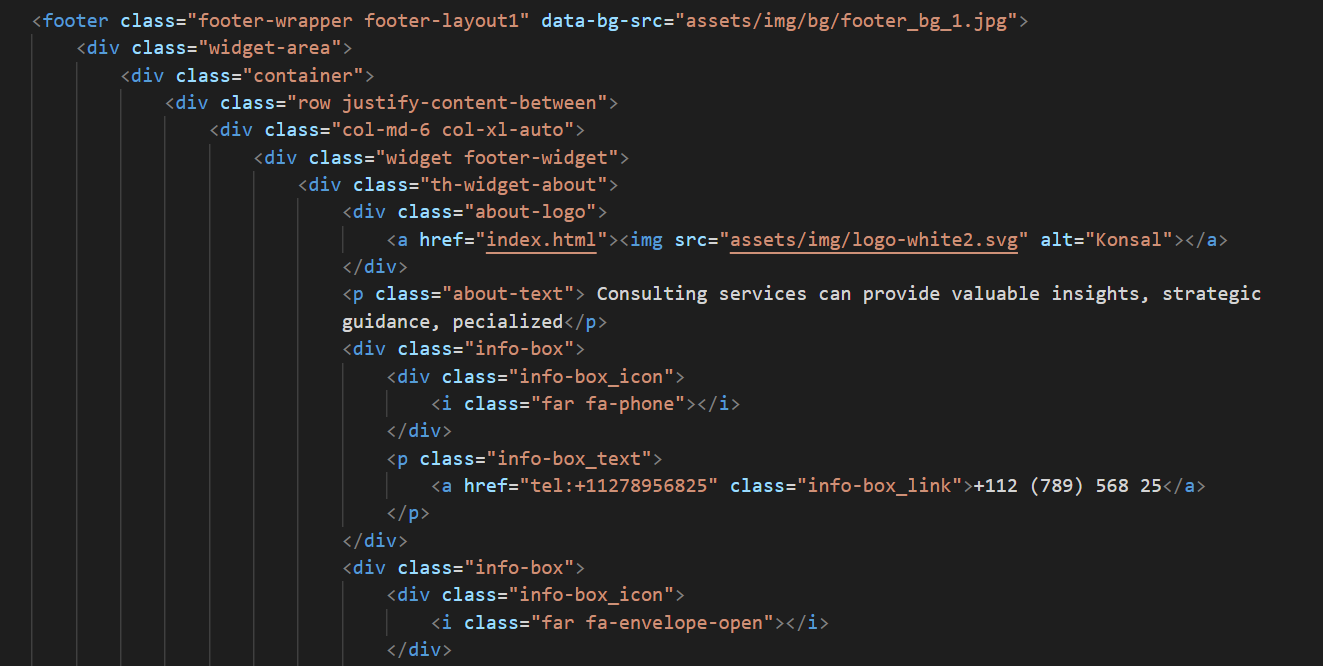 <footer class="footer-wrapper footer-layout1" data-bg-src="assets/img/bg/footer_bg_1.jpg">
<div class="widget-area">
<div class="container">
<div class="row justify-content-between">
<div class="col-md-6 col-xl-auto">
<div class="widget footer-widget">
<div class="th-widget-about">
<div class="about-logo">
<a href="index.html"><img src="assets/img/logo-white2.svg" alt="Konsal"></a>
</div>
<p class="about-text"> Consulting services can provide valuable insights, strategic
guidance, pecialized</p>
<div class="info-box">
<div class="info-box_icon">
<i class="far fa-phone"></i>
</div>
<p class="info-box_text">
<a href="tel:+11278956825" class="info-box_link">+112 (789) 568 25</a>
</p>
</div>
<div class="info-box">
<div class="info-box_icon">
<i class="far fa-envelope-open"></i>
</div>